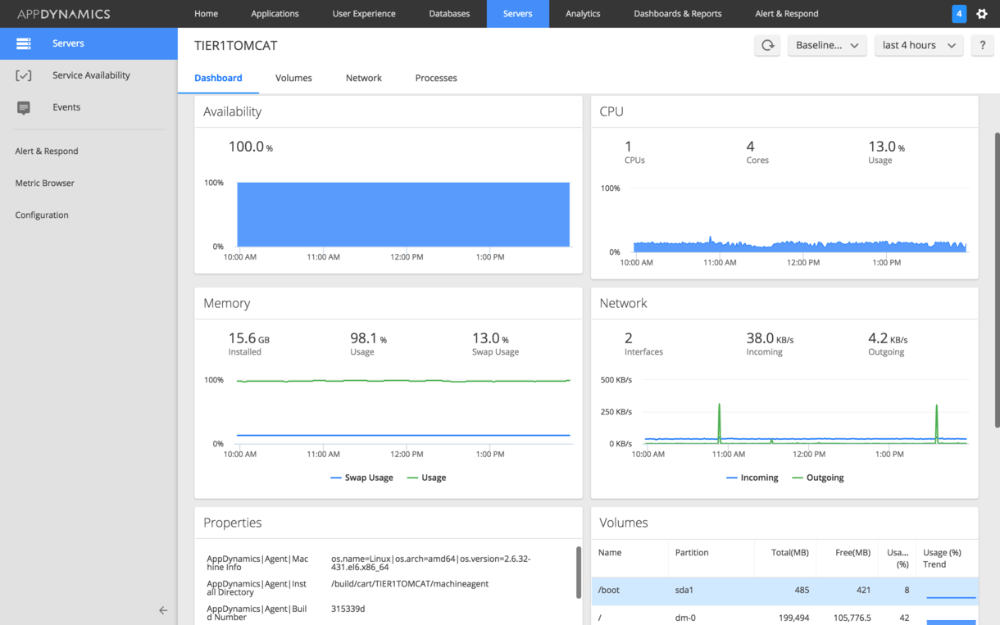 APPDYNAMICS
Home Applications User Experience Databases Servers Analytics Dashboards & Reports Alert & Respond 4
Servers
Service Availability
Events
Alert & Respond
Metric Browser
Configuration
TIER1TOMCAT
Baseline... last 4 hours ?
Dashboard Volumes Network Processes
Availability
100.0 %
100%
0%
10:00 AM 11:00 AM 12:00 PM 1:00 PM
CPU
1 4 13.0 %
CPUs Cores Usage
100%
0%
10:00 AM 11:00 AM 12:00 PM 1:00 PM
Memory
15.6 GB 98.1 % 13.0 %
Installed Usage Swap Usage
100%
0%
10:00 AM 11:00 AM 12:00 PM 1:00 PM
Swap Usage Usage
Network
2 38.0 KB/s 4.2 KB/s
Interfaces Incoming Outgoing
500 KB/s
250 KB/s
0 KB/s
10:00 AM 11:00 AM 12:00 PM 1:00 PM
Incoming Outgoing
Properties
AppDynamics|Agent|Mac os.name=Linux|os.arch=amd64|os.version=2.6.32-
hine Info 431.el6.x86_64
AppDynamics|Agent|Inst /build/cart/TIER1TOMCAT/machineagent
all Directory
AppDynamics|Agent|Buil 315339d
d Number
Volumes
Name Partition Total(MB) Free(MB) Usa... Usage (%)
(%) Trend
/boot sda1 485 421 8
/ dm-0 199,494 105,776.5 42